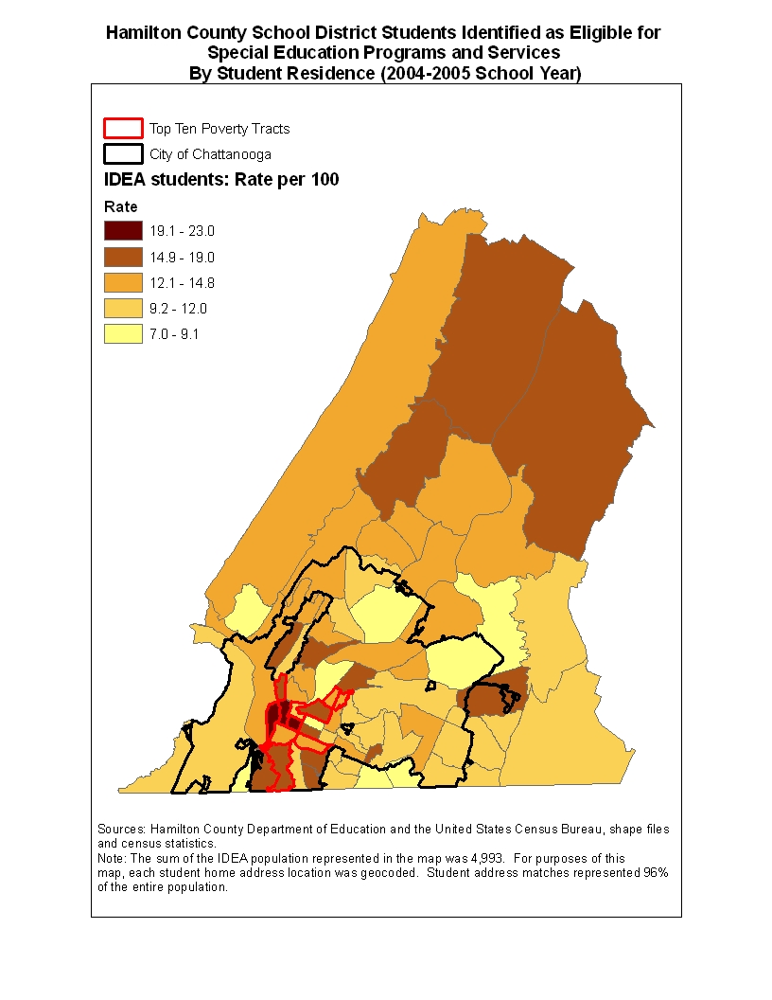 Hamilton County School District Students Identified as Eligible for
Special Education Programs and Services
By Student Residence (2004-2005 School Year)
Top Ten Poverty Tracts
City of Chattanooga
IDEA students: Rate per 100
Rate
19.1 - 23.0
14.9 - 19.0
12.1 - 14.8
9.2 - 12.0
7.0 - 9.1
Sources: Hamilton County Department of Education and the United States Census Bureau, shape files
and census statistics.
Note: The sum of the IDEA population represented in the map was 4,993.  For purposes of this
map, each student home address location was geocoded.  Student address matches represented 96%
of the entire population.